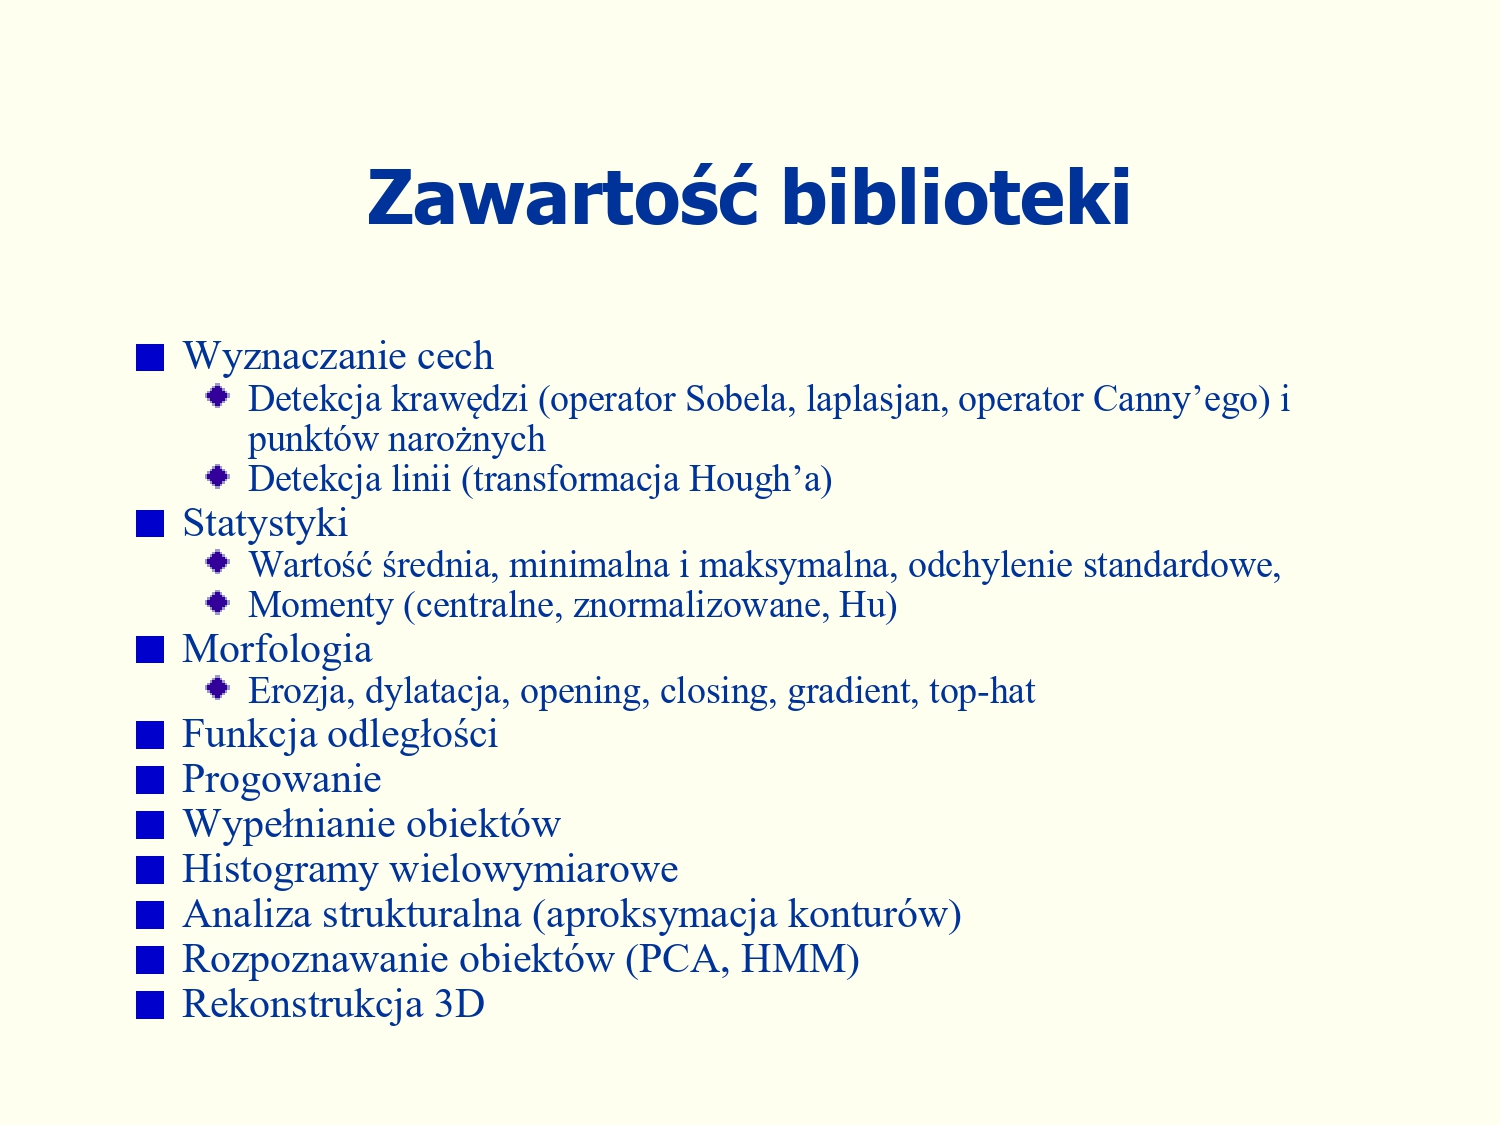 Zawartość biblioteki
Wyznaczanie cech
Detekcja krawędzi (operator Sobela, laplasjan, operator Canny’ego) i
punktów narożnych
Detekcja linii (transformacja Hough’a)
Statystyki
Wartość średnia, minimalna i maksymalna, odchylenie standardowe,
Momenty (centralne, znormalizowane, Hu)
Morfologia
Erozja, dylatacja, opening, closing, gradient, top-hat
Funkcja odległości
Progowanie
Wypełnianie obiektów
Histogramy wielowymiarowe
Analiza strukturalna (aproksymacja konturów)
Rozpoznawanie obiektów (PCA, HMM)
Rekonstrukcja 3D